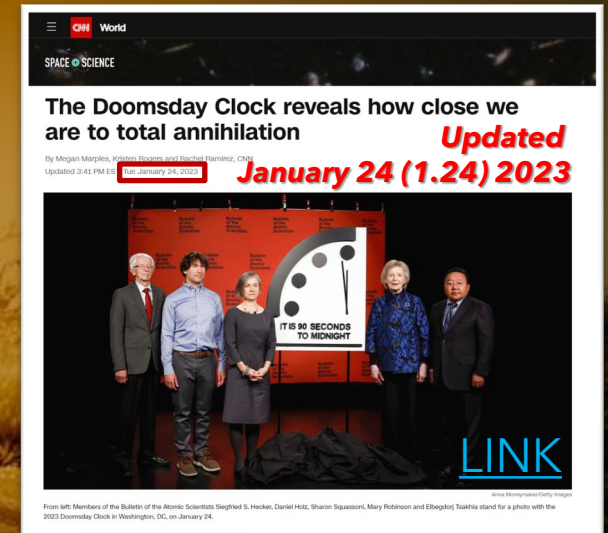 CNN World
SPACE + SCIENCE
The Doomsday Clock reveals how close we
are to total annihilation
Updated
By Megan Marples, Kristen Rogers and Rachel Ramirez, CNN
Updated 3:41 PM EST, Tue January 24, 2023
January 24 (1.24) 2023
Bulletin of the Atomic Scientists
IT IS 90 SECONDS
TO MIDNIGHT
LINK
Anna Moneymaker/Getty Images
From left: Members of the Bulletin of the Atomic Scientists Siegfried S. Hecker, Daniel Holz, Sharon Squassoni, Mary Robinson and Elbegdorj Tsakhia stand for a photo with the
2023 Doomsday Clock in Washington, DC, on January 24.